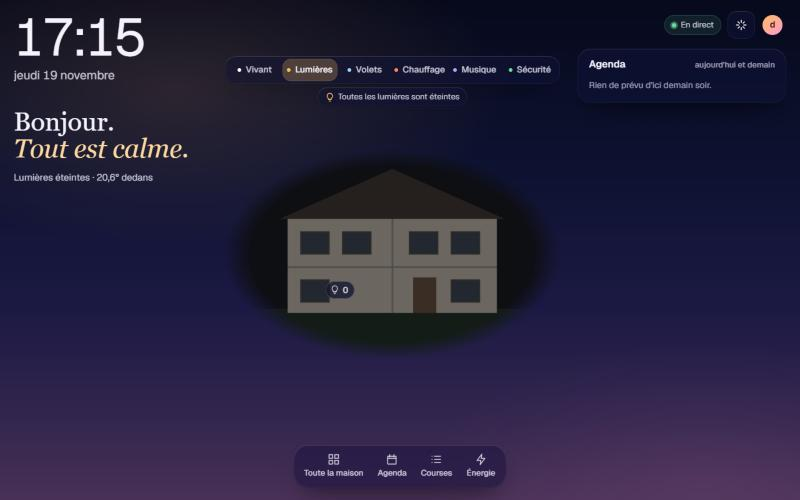 17:15
jeudi 19 novembre
Bonjour.
Tout est calme.
Lumières éteintes · 20,6° dedans
Vivant
Lumières
Volets
Chauffage
Musique
Sécurité
Toutes les lumières sont éteintes
En direct
d
Agenda
aujourd'hui et demain
Rien de prévu d'ici demain soir.
0
Toute la maison
Agenda
Courses
Énergie